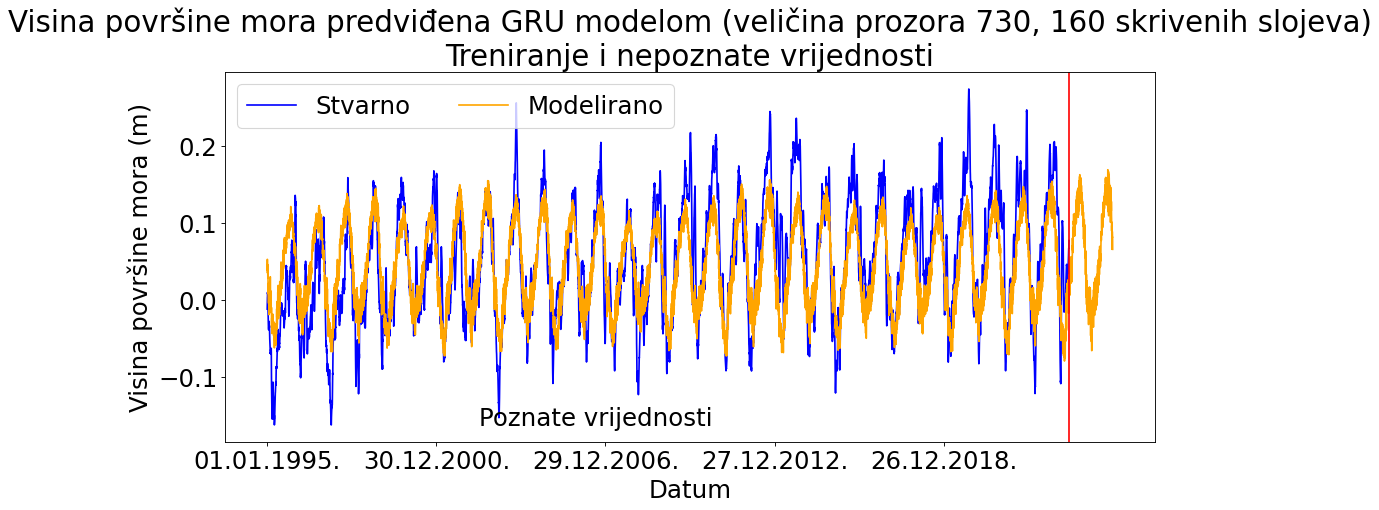 Visina površine mora predviđena GRU modelom (veličina prozora 730, 160 skrivenih slojeva)
Treniranje i nepoznate vrijednosti
Stvarno
Modelirano
Visina površine mora (m)
0.2
0.1
0.0
−0.1
Poznate vrijednosti
01.01.1995.
30.12.2000.
29.12.2006.
27.12.2012.
26.12.2018.
Datum